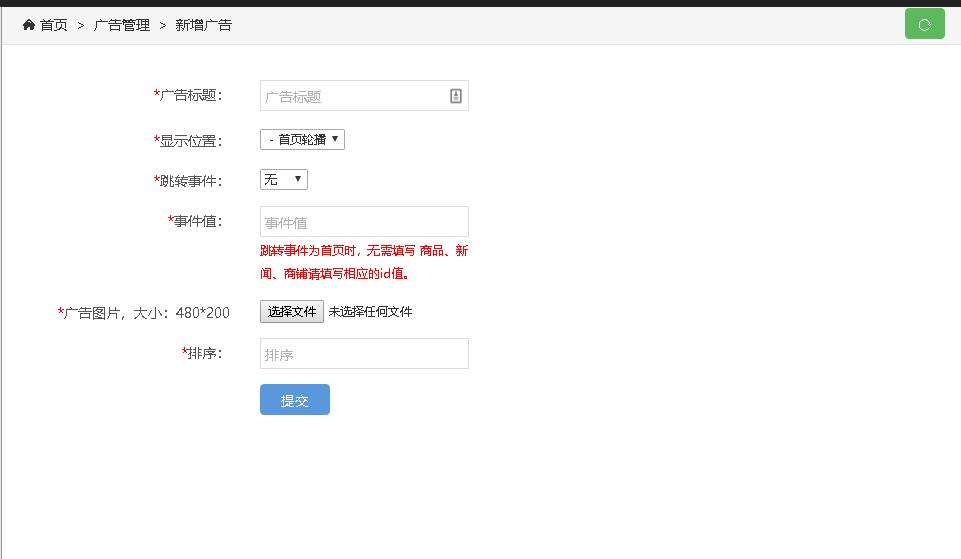 首页 > 广告管理 > 新增广告
*广告标题： 广告标题
*显示位置： - 首页轮播
*跳转事件： 无
*事件值： 事件值
跳转事件为首页时，无需填写 商品、新
闻、商铺请填写相应的id值。
*广告图片，大小：480*200 选择文件 未选择任何文件
*排序： 排序
提交